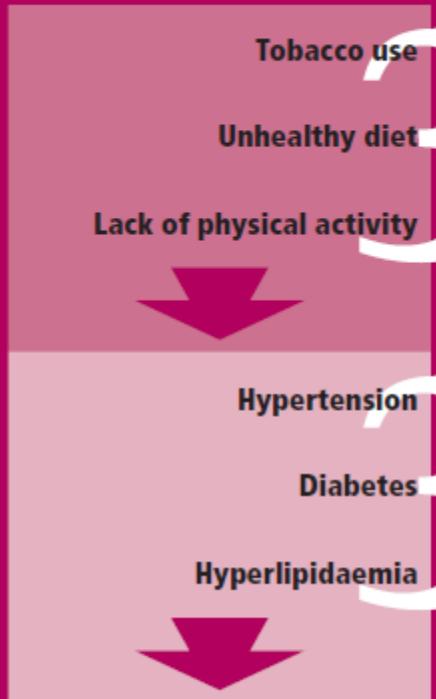 Tobacco use
Unhealthy diet
Lack of physical activity
Hypertension
Diabetes
Hyperlipidaemia